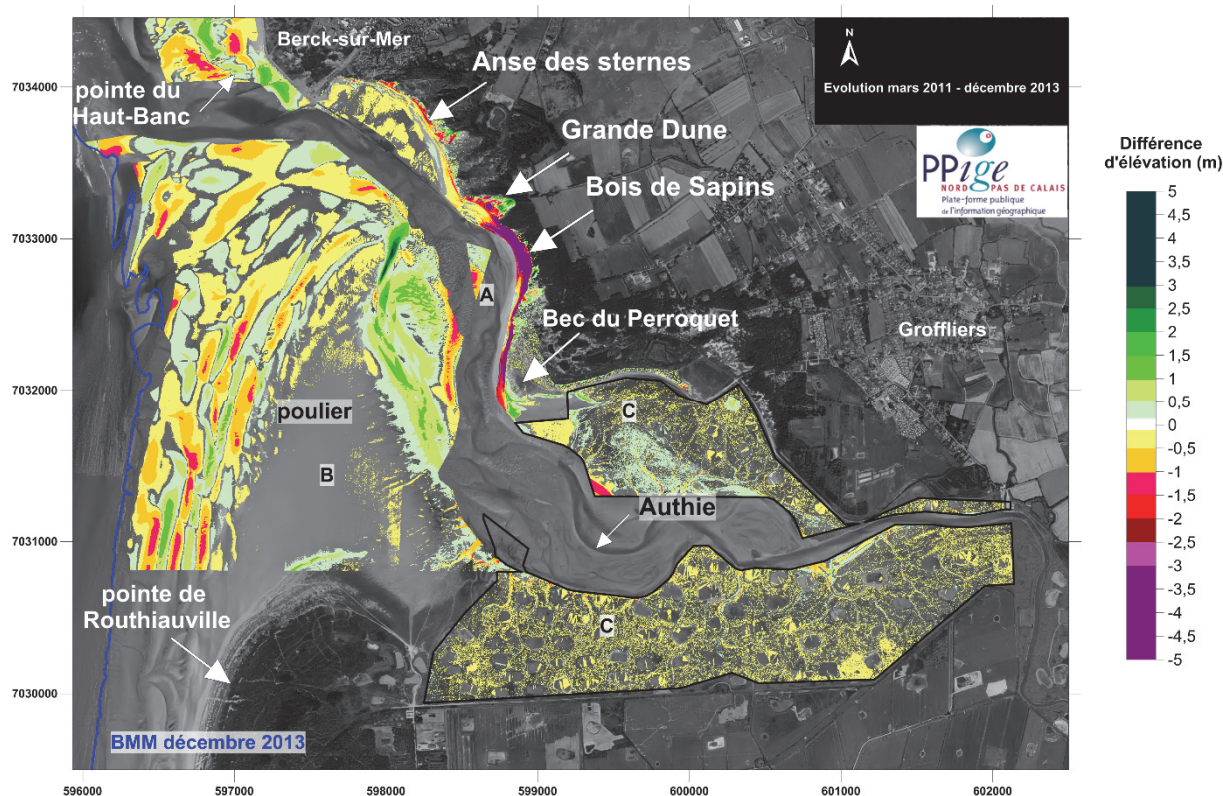 Berck-sur-Mer
Anse des sternes
pointe du
Haut-Banc
Grande Dune
Bois de Sapins
A
Bec du Perroquet
Groffliers
poulier
C
B
Authie
pointe de
Routhiauville
C
BMM décembre 2013
N
Evolution mars 2011 - décembre 2013
PPige
NORD PAS DE CALAIS
Plate-forme publique
de l'information géographique
Différence
d'élévation (m)
5
4,5
4
3,5
3
2,5
2
1,5
1
0,5
0
-0,5
-1
-1,5
-2
-2,5
-3
-3,5
-4
-4,5
-5
7034000
7033000
7032000
7031000
7030000
596000 597000 598000 599000 600000 601000 602000